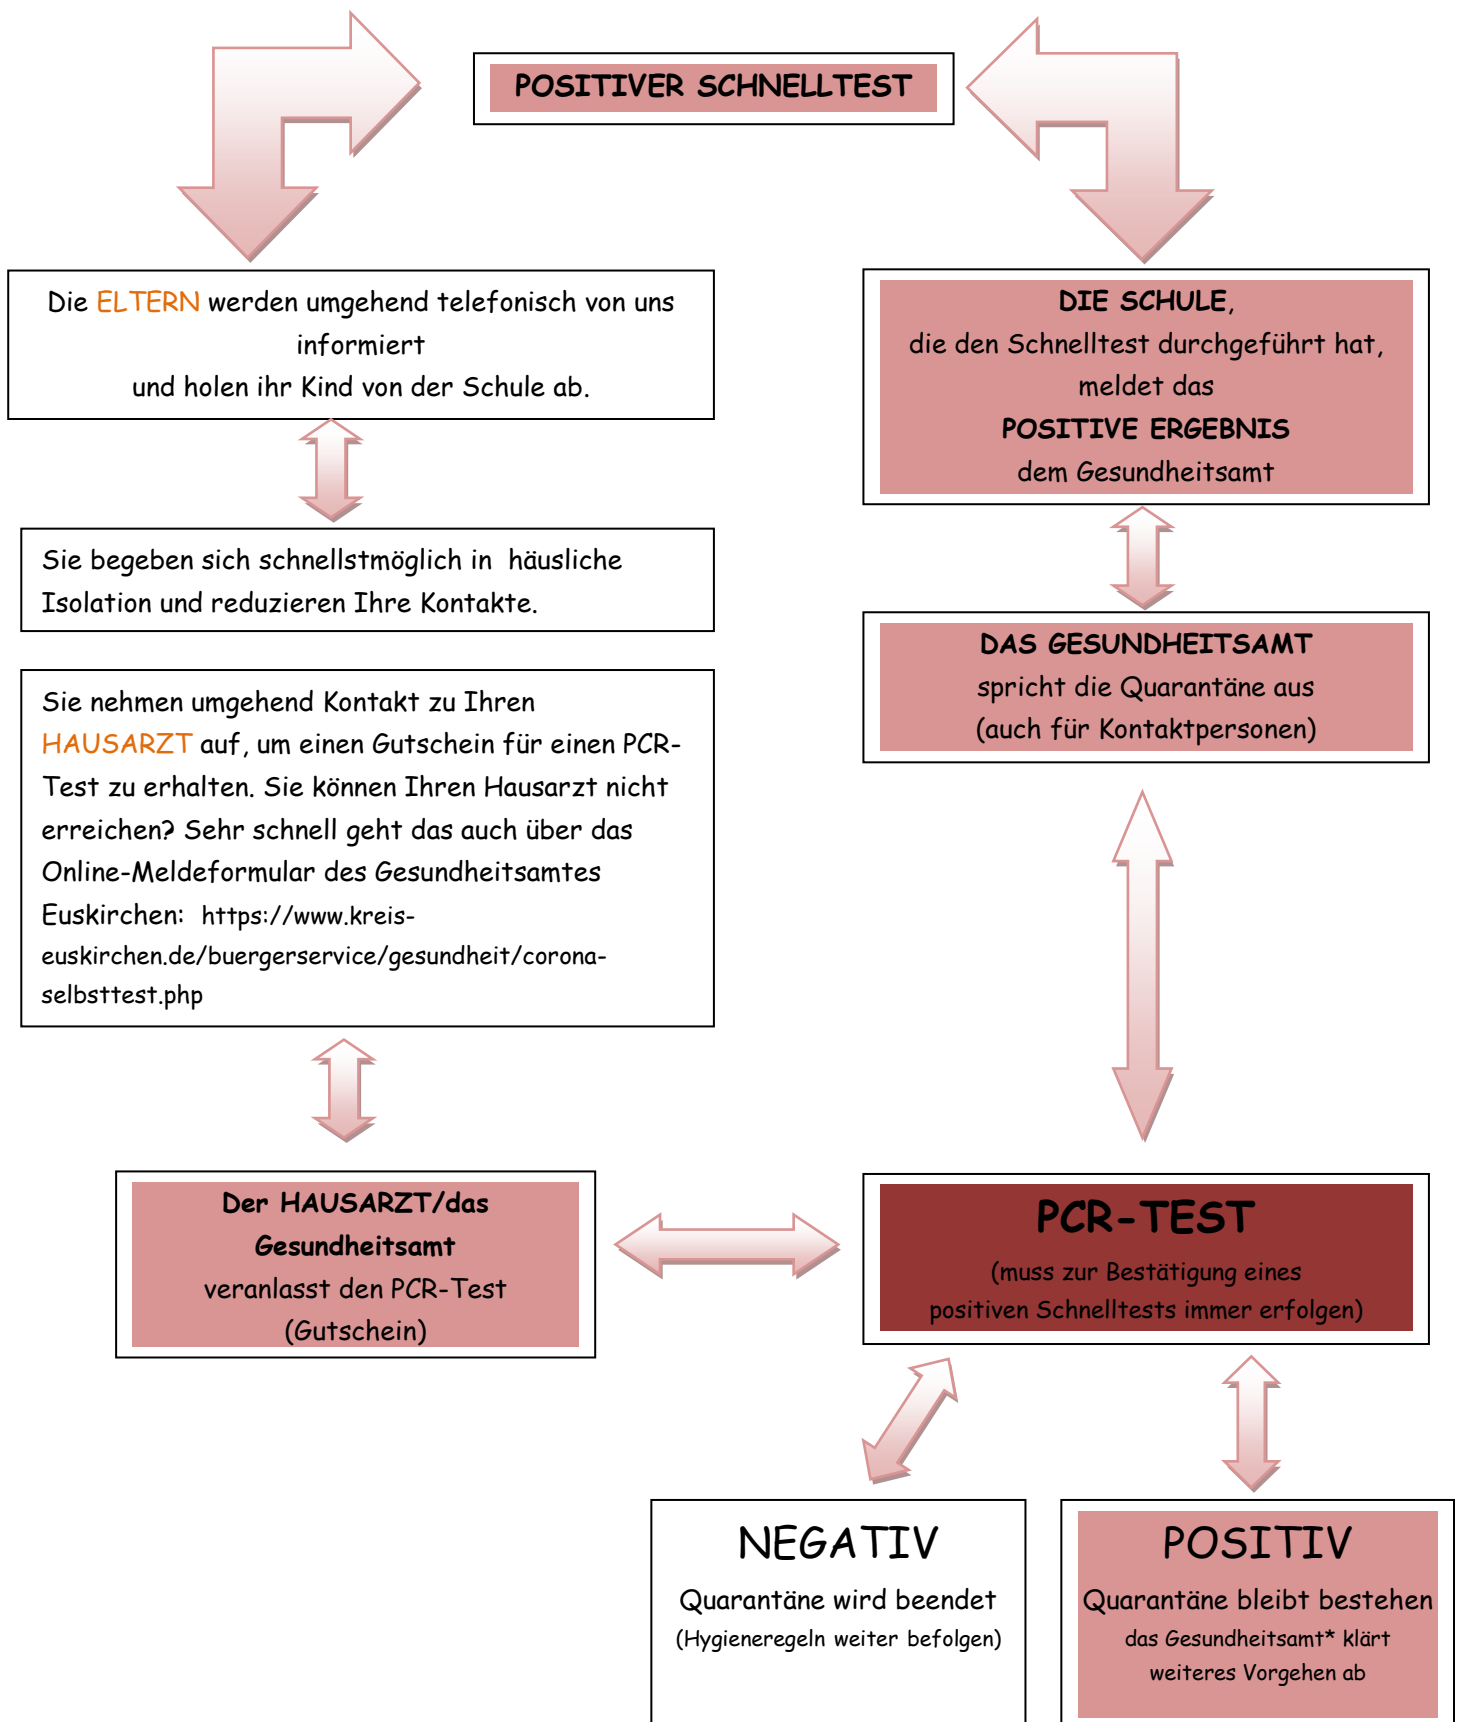 POSITIVER SCHNELLTEST
Die ELTERN werden umgehend telefonisch von uns
informiert
und holen ihr Kind von der Schule ab.
DIE SCHULE,
die den Schnelltest durchgeführt hat,
meldet das
POSITIVE ERGEBNIS
dem Gesundheitsamt
Sie begeben sich schnellstmöglich in häusliche
Isolation und reduzieren Ihre Kontakte.
DAS GESUNDHEITSAMT
spricht die Quarantäne aus
(auch für Kontaktpersonen)
Sie nehmen umgehend Kontakt zu Ihren
HAUSARZT auf, um einen Gutschein für einen PCR-
Test zu erhalten. Sie können Ihren Hausarzt nicht
erreichen? Sehr schnell geht das auch über das
Online-Meldeformular des Gesundheitsamtes
Euskirchen: https://www.kreis-
euskirchen.de/buergerservice/gesundheit/corona-
selbsttest.php
Der HAUSARZT/das
Gesundheitsamt
veranlasst den PCR-Test
(Gutschein)
PCR-TEST
(muss zur Bestätigung eines
positiven Schnelltests immer erfolgen)
NEGATIV
Quarantäne wird beendet
(Hygieneregeln weiter befolgen)
POSITIV
Quarantäne bleibt bestehen
das Gesundheitsamt* klärt
weiteres Vorgehen ab